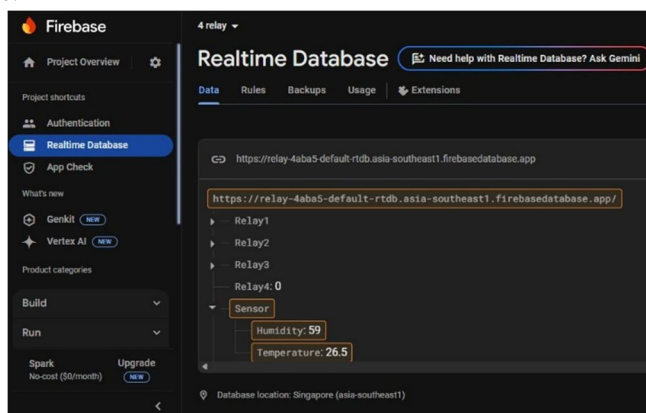 Firebase
Project Overview
Project shortcuts
Authentication
Realtime Database
App Check
What's new
Genkit NEW
Vertex AI NEW
Product categories
Build
Run
Spark
No-cost ($0/month)
Upgrade
NEW
4 relay
Realtime Database
Need help with Realtime Database? Ask Gemini
Data Rules Backups Usage Extensions
https://relay-4aba5-default-rtdb.asia-southeast1.firebasedatabase.app
https://relay-4aba5-default-rtdb.asia-southeast1.firebasedatabase.app/
Relay1
Relay2
Relay3
Relay4: 0
Sensor
Humidity: 59
Temperature: 26.5
Database location: Singapore (asia-southeast1)